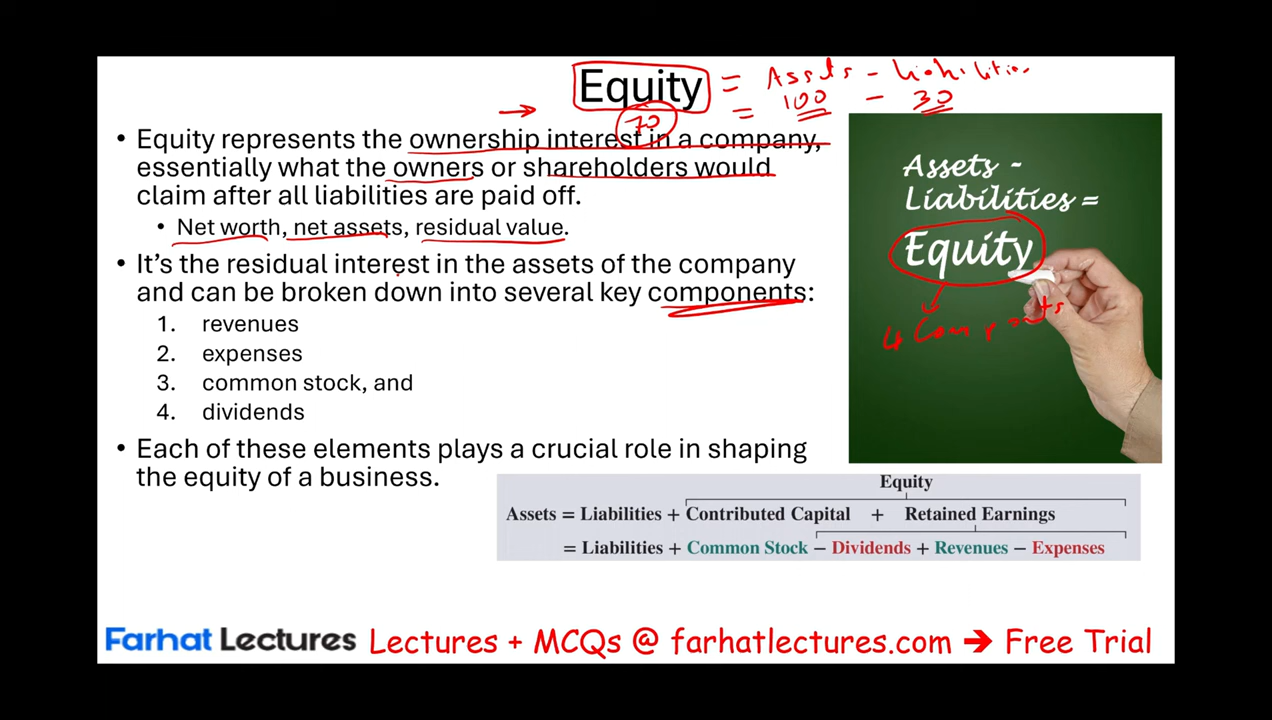 Equity = Assets - Liabilities
= 100 - 30
70
• Equity represents the ownership interest in a company,
essentially what the owners or shareholders would
claim after all liabilities are paid off.
• Net worth, net assets, residual value.
• It’s the residual interest in the assets of the company
and can be broken down into several key components:
1. revenues
2. expenses
3. common stock, and
4. dividends
• Each of these elements plays a crucial role in shaping
the equity of a business.
Assets -
Liabilities =
Equity
4 Components
Equity
Assets = Liabilities + Contributed Capital + Retained Earnings
= Liabilities + Common Stock − Dividends + Revenues − Expenses
Farhat Lectures Lectures + MCQs @ farhatlectures.com → Free Trial